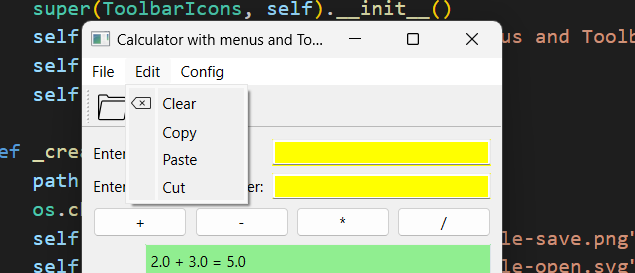 super(ToolbarIcons, self).__init__()
self
us and Toolb
self
self
Calculator with menus and To...
File Edit Config
Clear
Copy
Paste
Cut
Enter
Enter
er:
+ - * /
2.0 + 3.0 = 5.0
ef _crea
path
os.c
self
le-save.png"
self
le-open.svg"